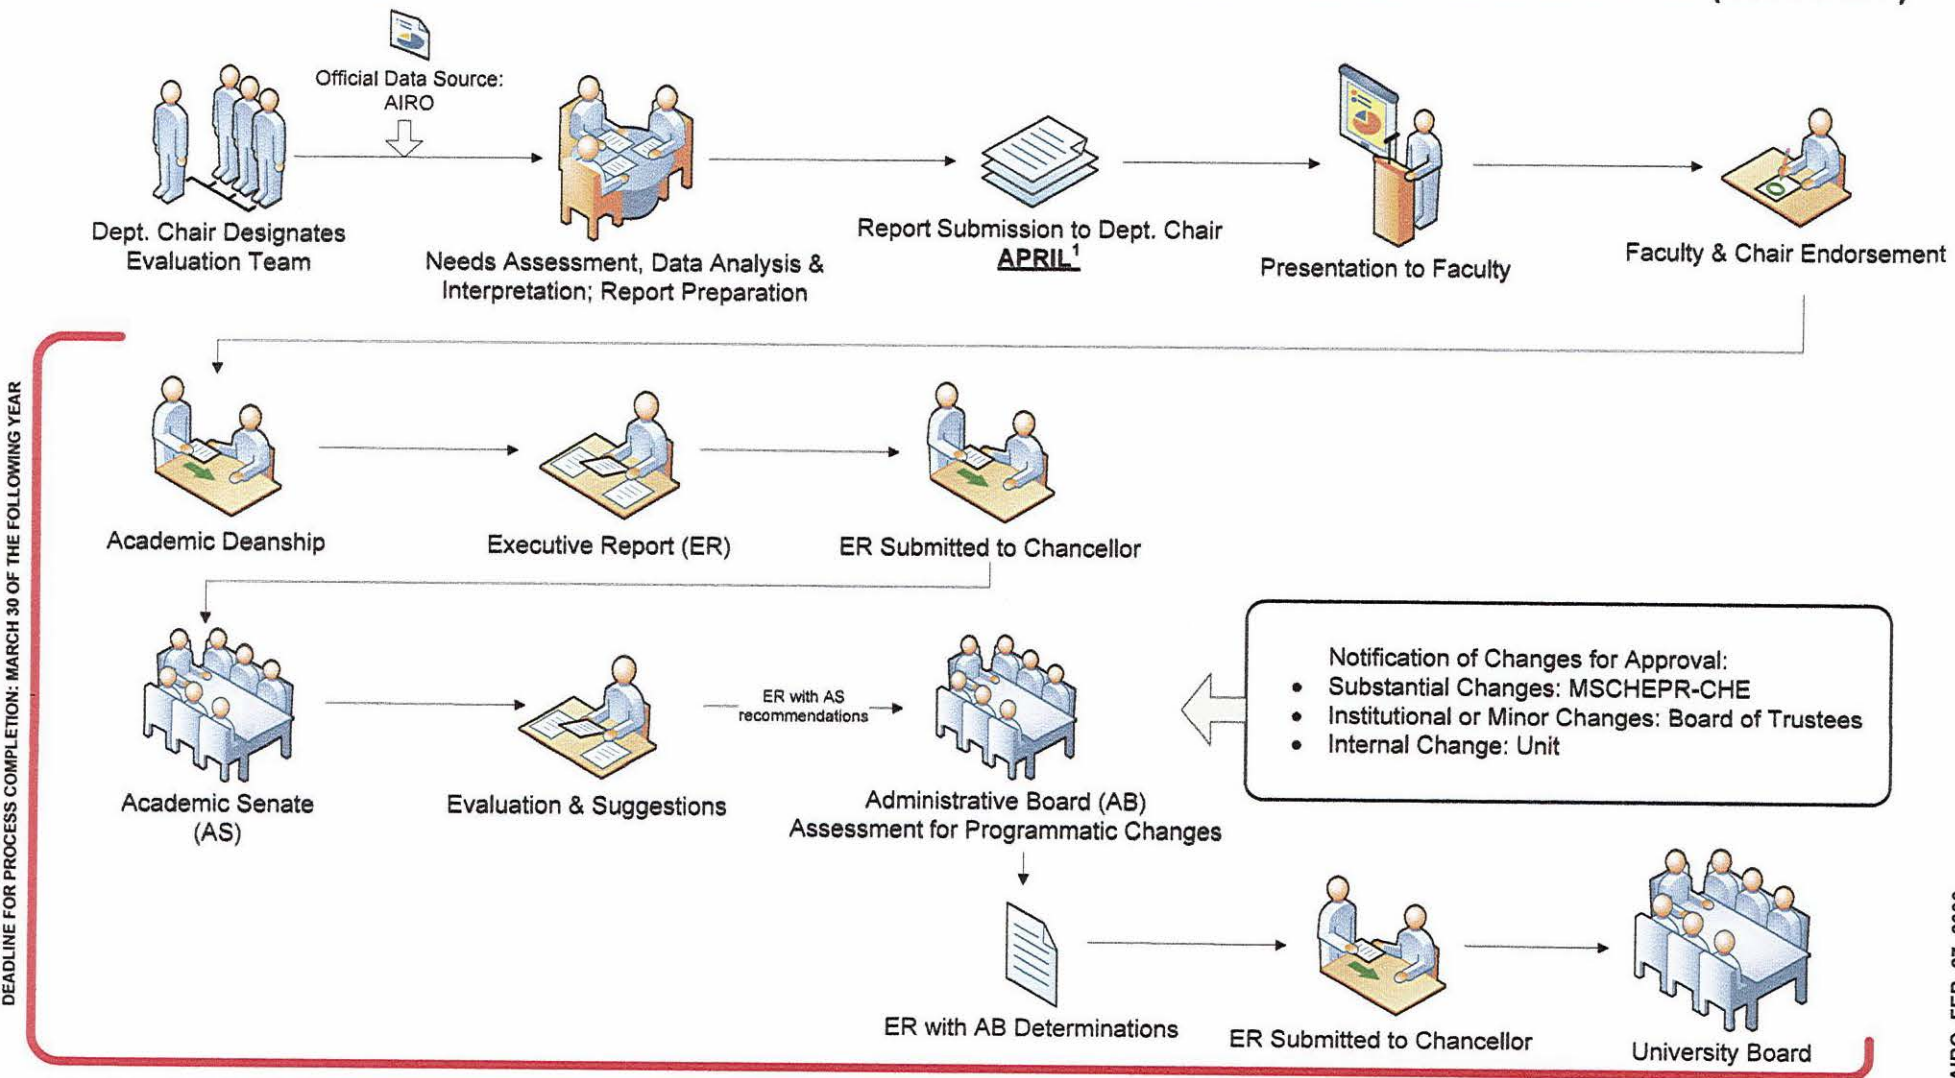 Official Data Source:
AIRO
Dept. Chair Designates
Evaluation Team
Needs Assessment, Data Analysis &
Interpretation; Report Preparation
Report Submission to Dept. Chair
APRIL¹
Presentation to Faculty
Faculty & Chair Endorsement
DEADLINE FOR PROCESS COMPLETION: MARCH 30 OF THE FOLLOWING YEAR
Academic Deanship
Executive Report (ER)
ER Submitted to Chancellor
Academic Senate
(AS)
Evaluation & Suggestions
ER with AS
recommendations
Administrative Board (AB)
Assessment for Programmatic Changes
Notification of Changes for Approval:
• Substantial Changes: MSCHEPR-CHE
• Institutional or Minor Changes: Board of Trustees
• Internal Change: Unit
ER with AB Determinations
ER Submitted to Chancellor
University Board